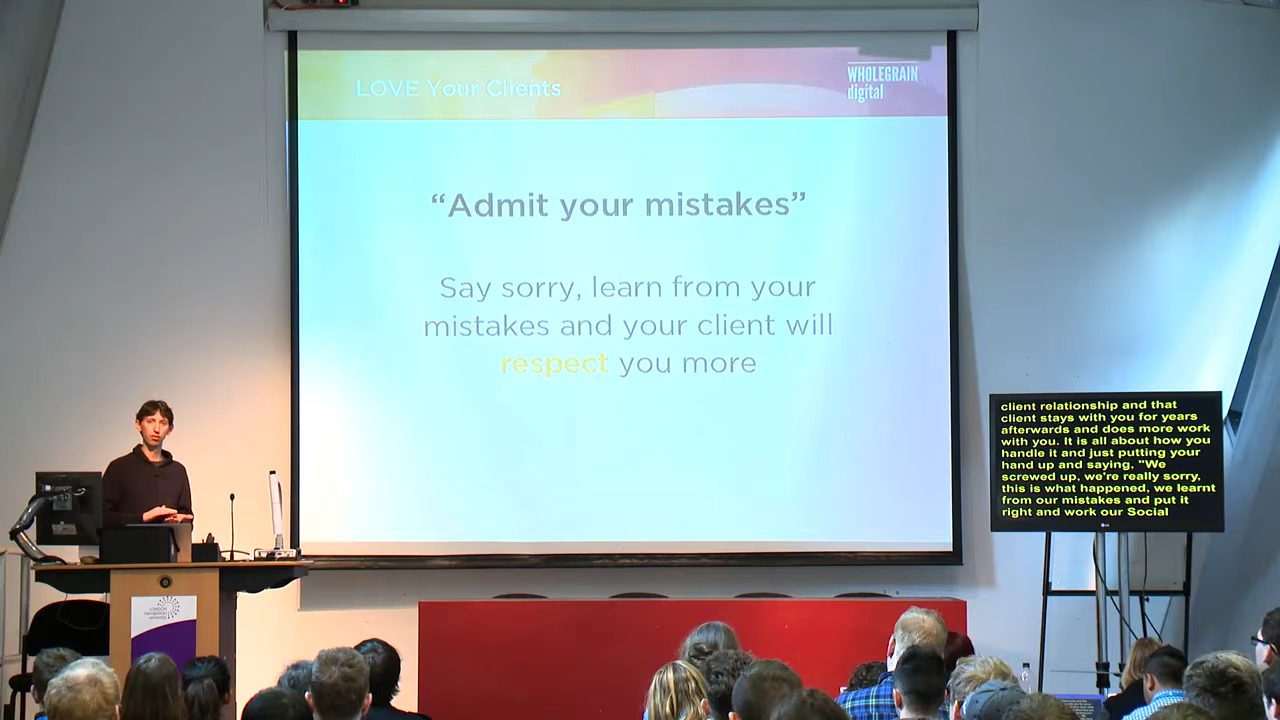 LOVE Your Clients
WHOLEGRAIN
digital
“Admit your mistakes”
Say sorry, learn from your
mistakes and your client will
respect you more
client relationship and that
client stays with you for years
afterwards and does more work
with you. It is all about how you
handle it and just putting your
hand up and saying, "We
screwed up, we're really sorry,
this is what happened, we learnt
from our mistakes and put it
right and work our Social
LG
LONDON